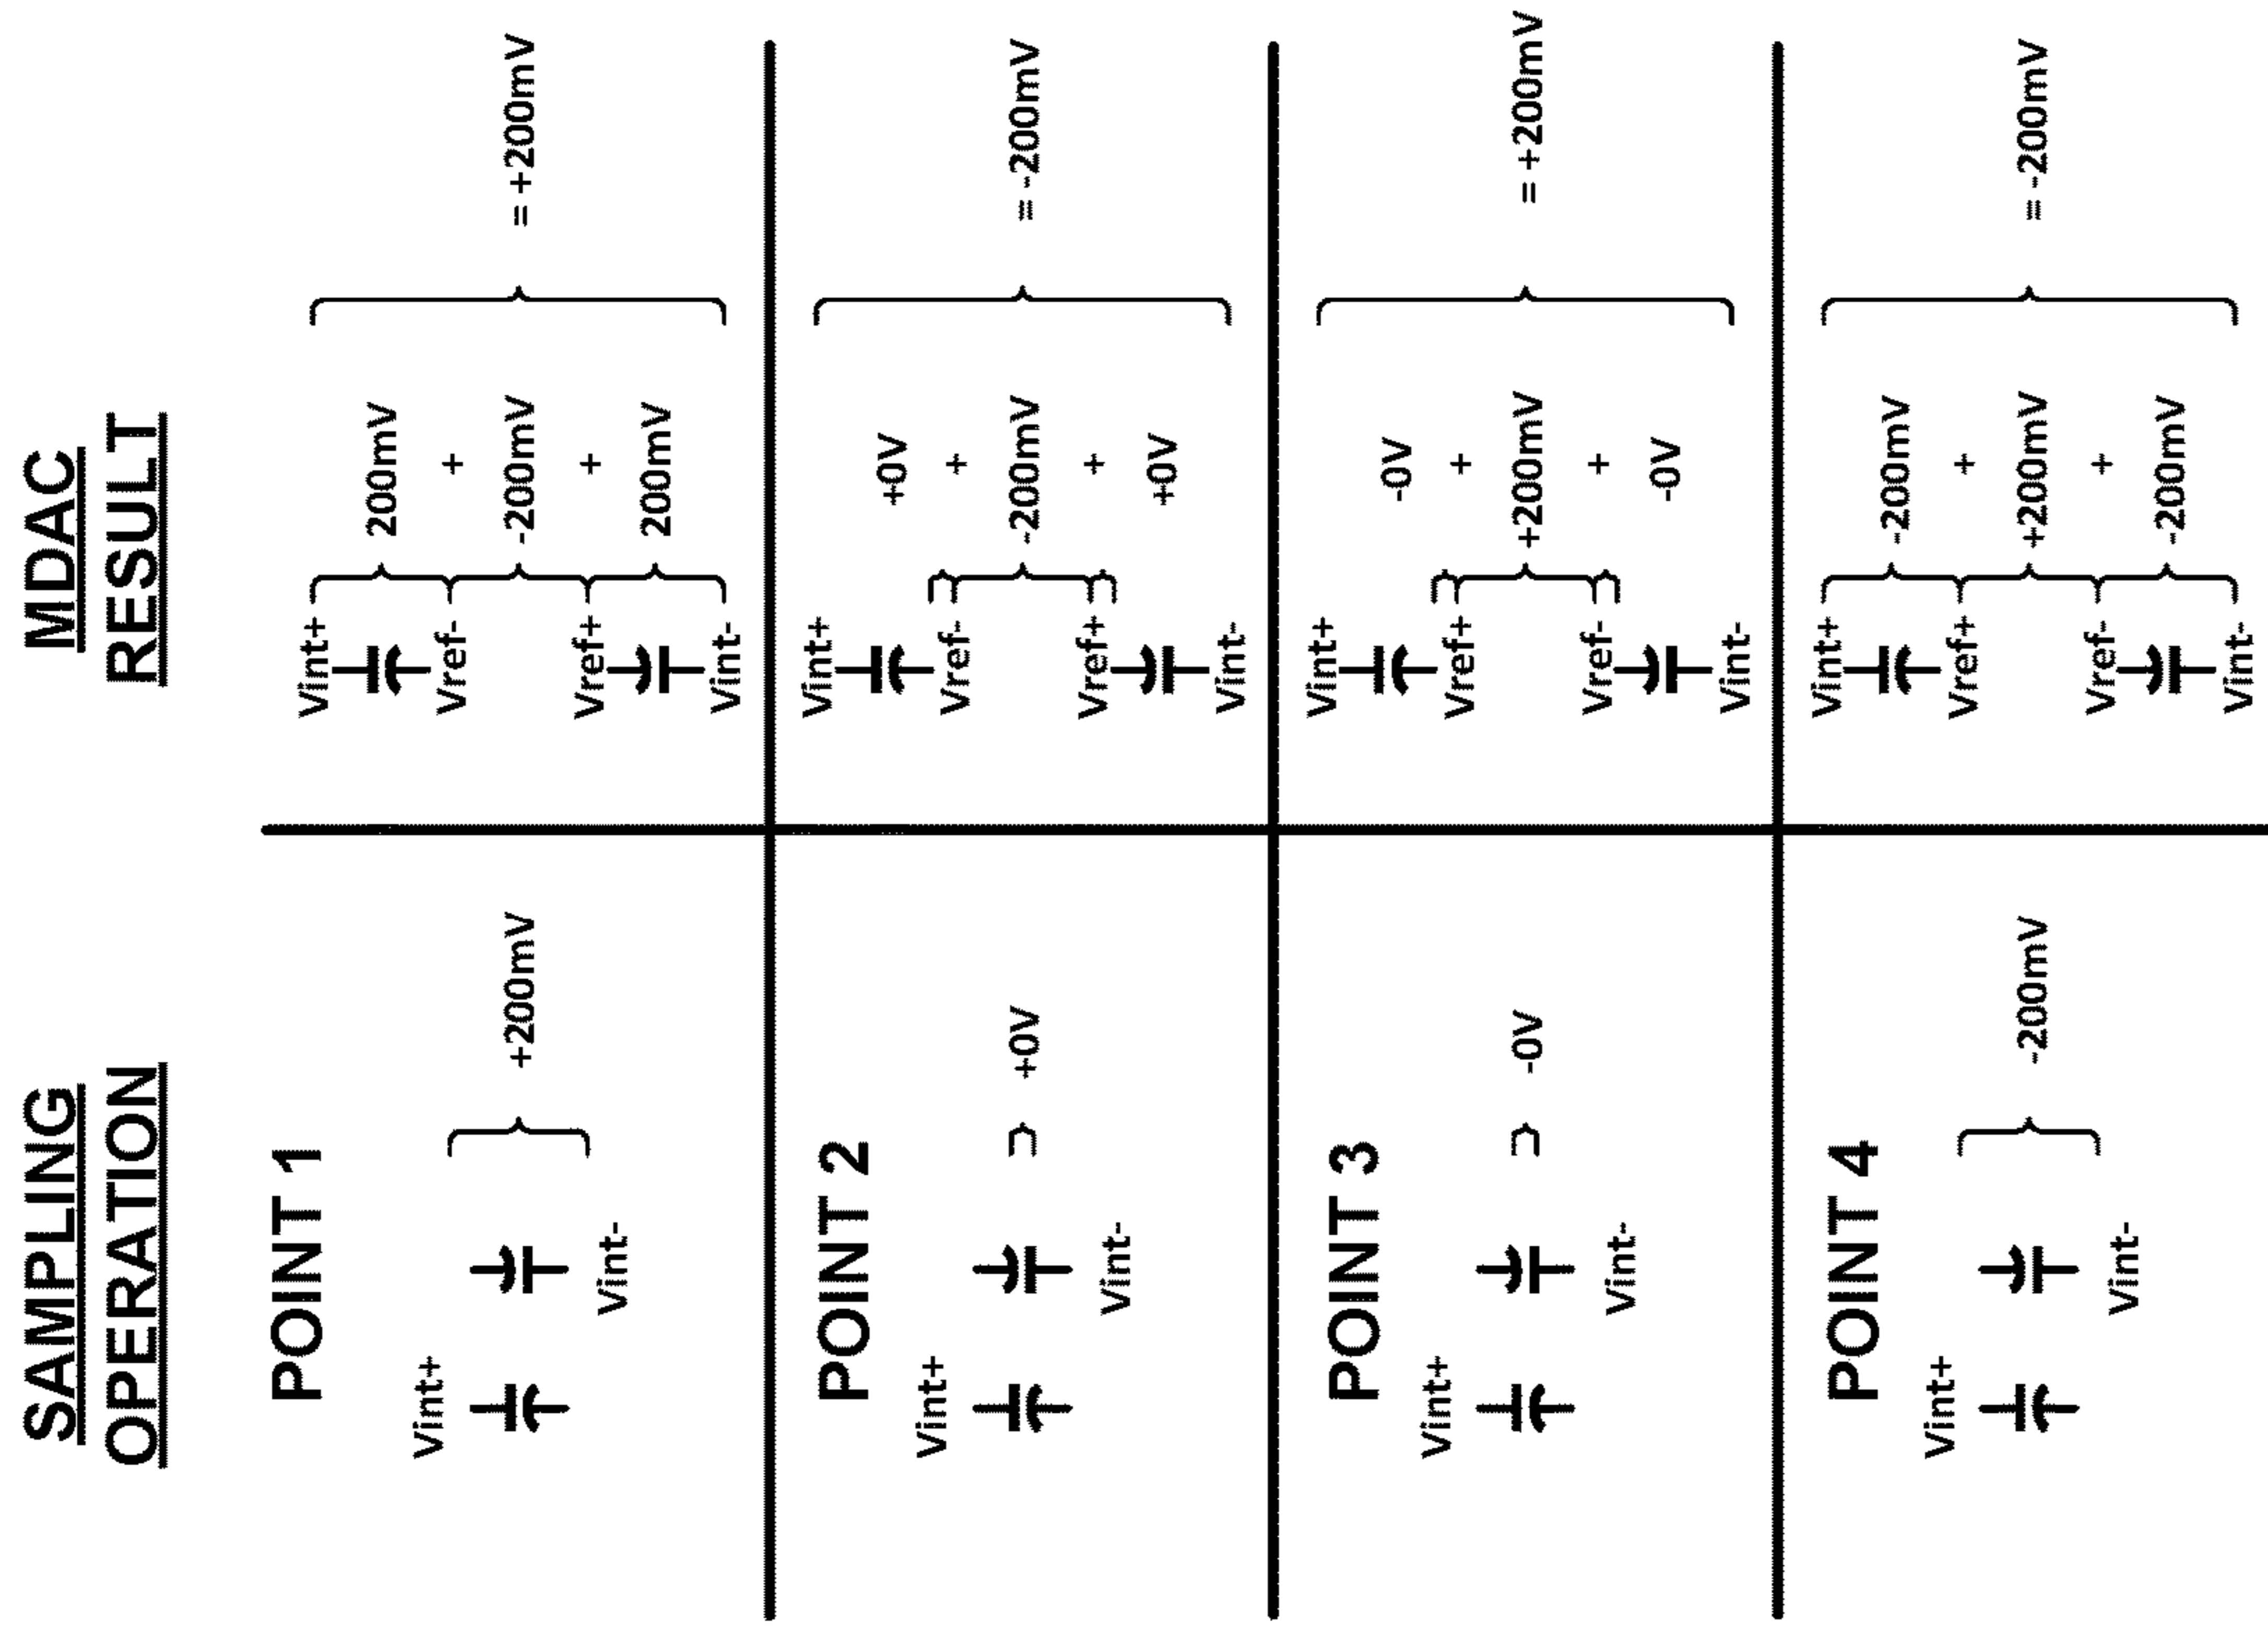 SAMPLING
OPERATION
MDAC
RESULT
POINT 1
Vint+
Vint-
+200mV
Vint+
Vref-
Vref+
Vint-
200mV
+
-200mV
+
200mV
= +200mV
POINT 2
Vint+
Vint-
+0V
Vint+
Vref-
Vref+
Vint-
+0V
+
-200mV
+
+0V
= -200mV
POINT 3
Vint+
Vint-
-0V
Vint+
Vref+
Vref-
Vint-
-0V
+
+200mV
+
-0V
= +200mV
POINT 4
Vint+
Vint-
-200mV
Vint+
Vref+
Vref-
Vint-
-200mV
+
+200mV
+
-200mV
= -200mV